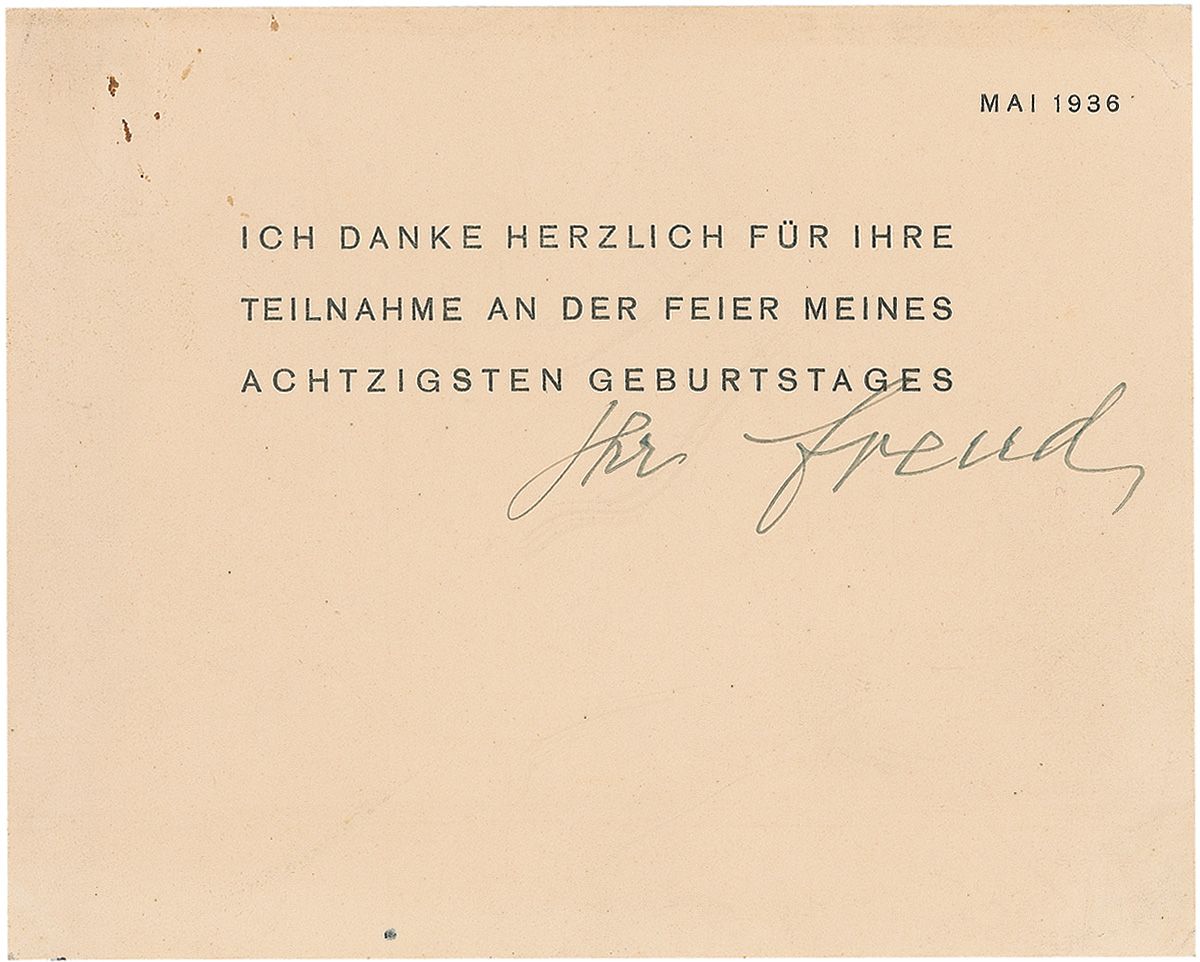 MAI 1936
ICH DANKE HERZLICH FÜR IHRE
TEILNAHME AN DER FEIER MEINES
ACHTZIGSTEN GEBURTSTAGES
Ihr Freud